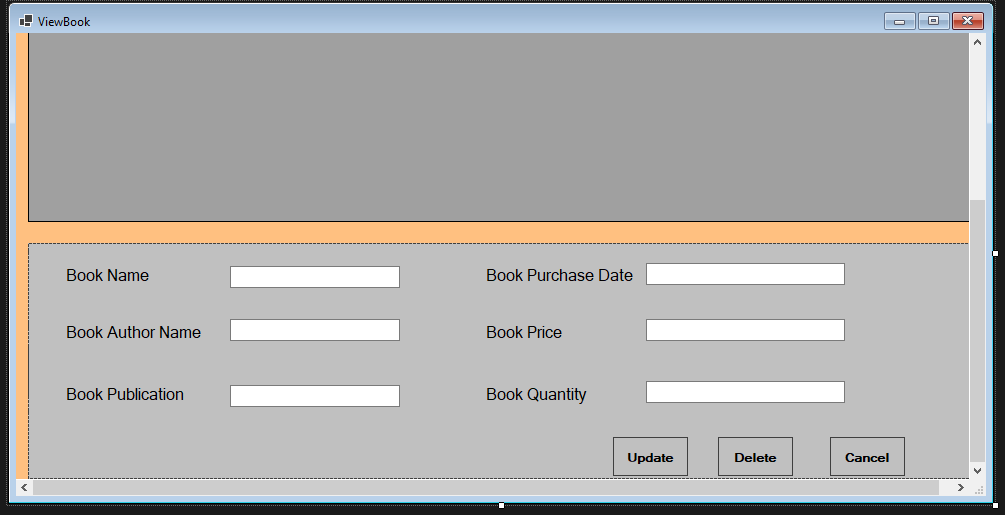 ViewBook
Book Name
Book Purchase Date
Book Author Name
Book Price
Book Publication
Book Quantity
Update
Delete
Cancel